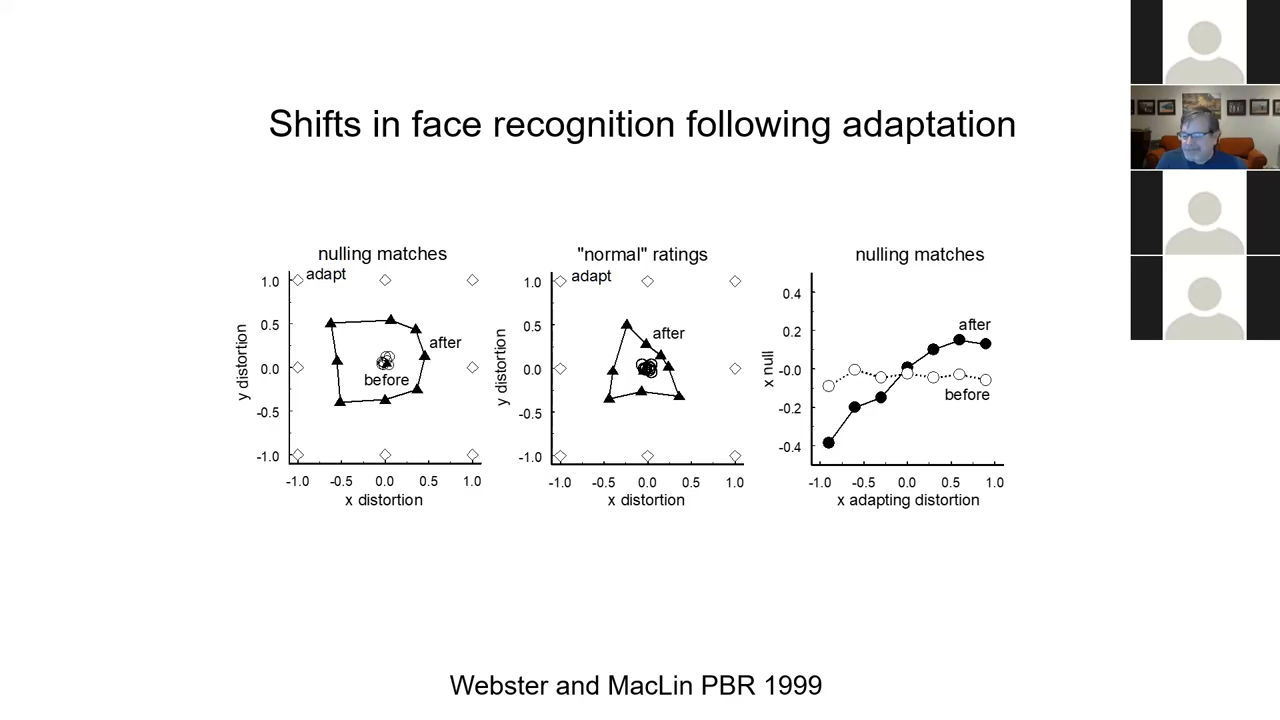 Shifts in face recognition following adaptation
nulling matches
adapt
1.0
0.5
0.0
-0.5
-1.0
y distortion
after
before
-1.0 -0.5 0.0 0.5 1.0
x distortion
"normal" ratings
adapt
1.0
0.5
0.0
-0.5
-1.0
y distortion
after
-1.0 -0.5 0.0 0.5 1.0
x distortion
nulling matches
0.4
0.2
-0.0
-0.2
-0.4
x null
after
before
-1.0 -0.5 0.0 0.5 1.0
x adapting distortion
Webster and MacLin PBR 1999